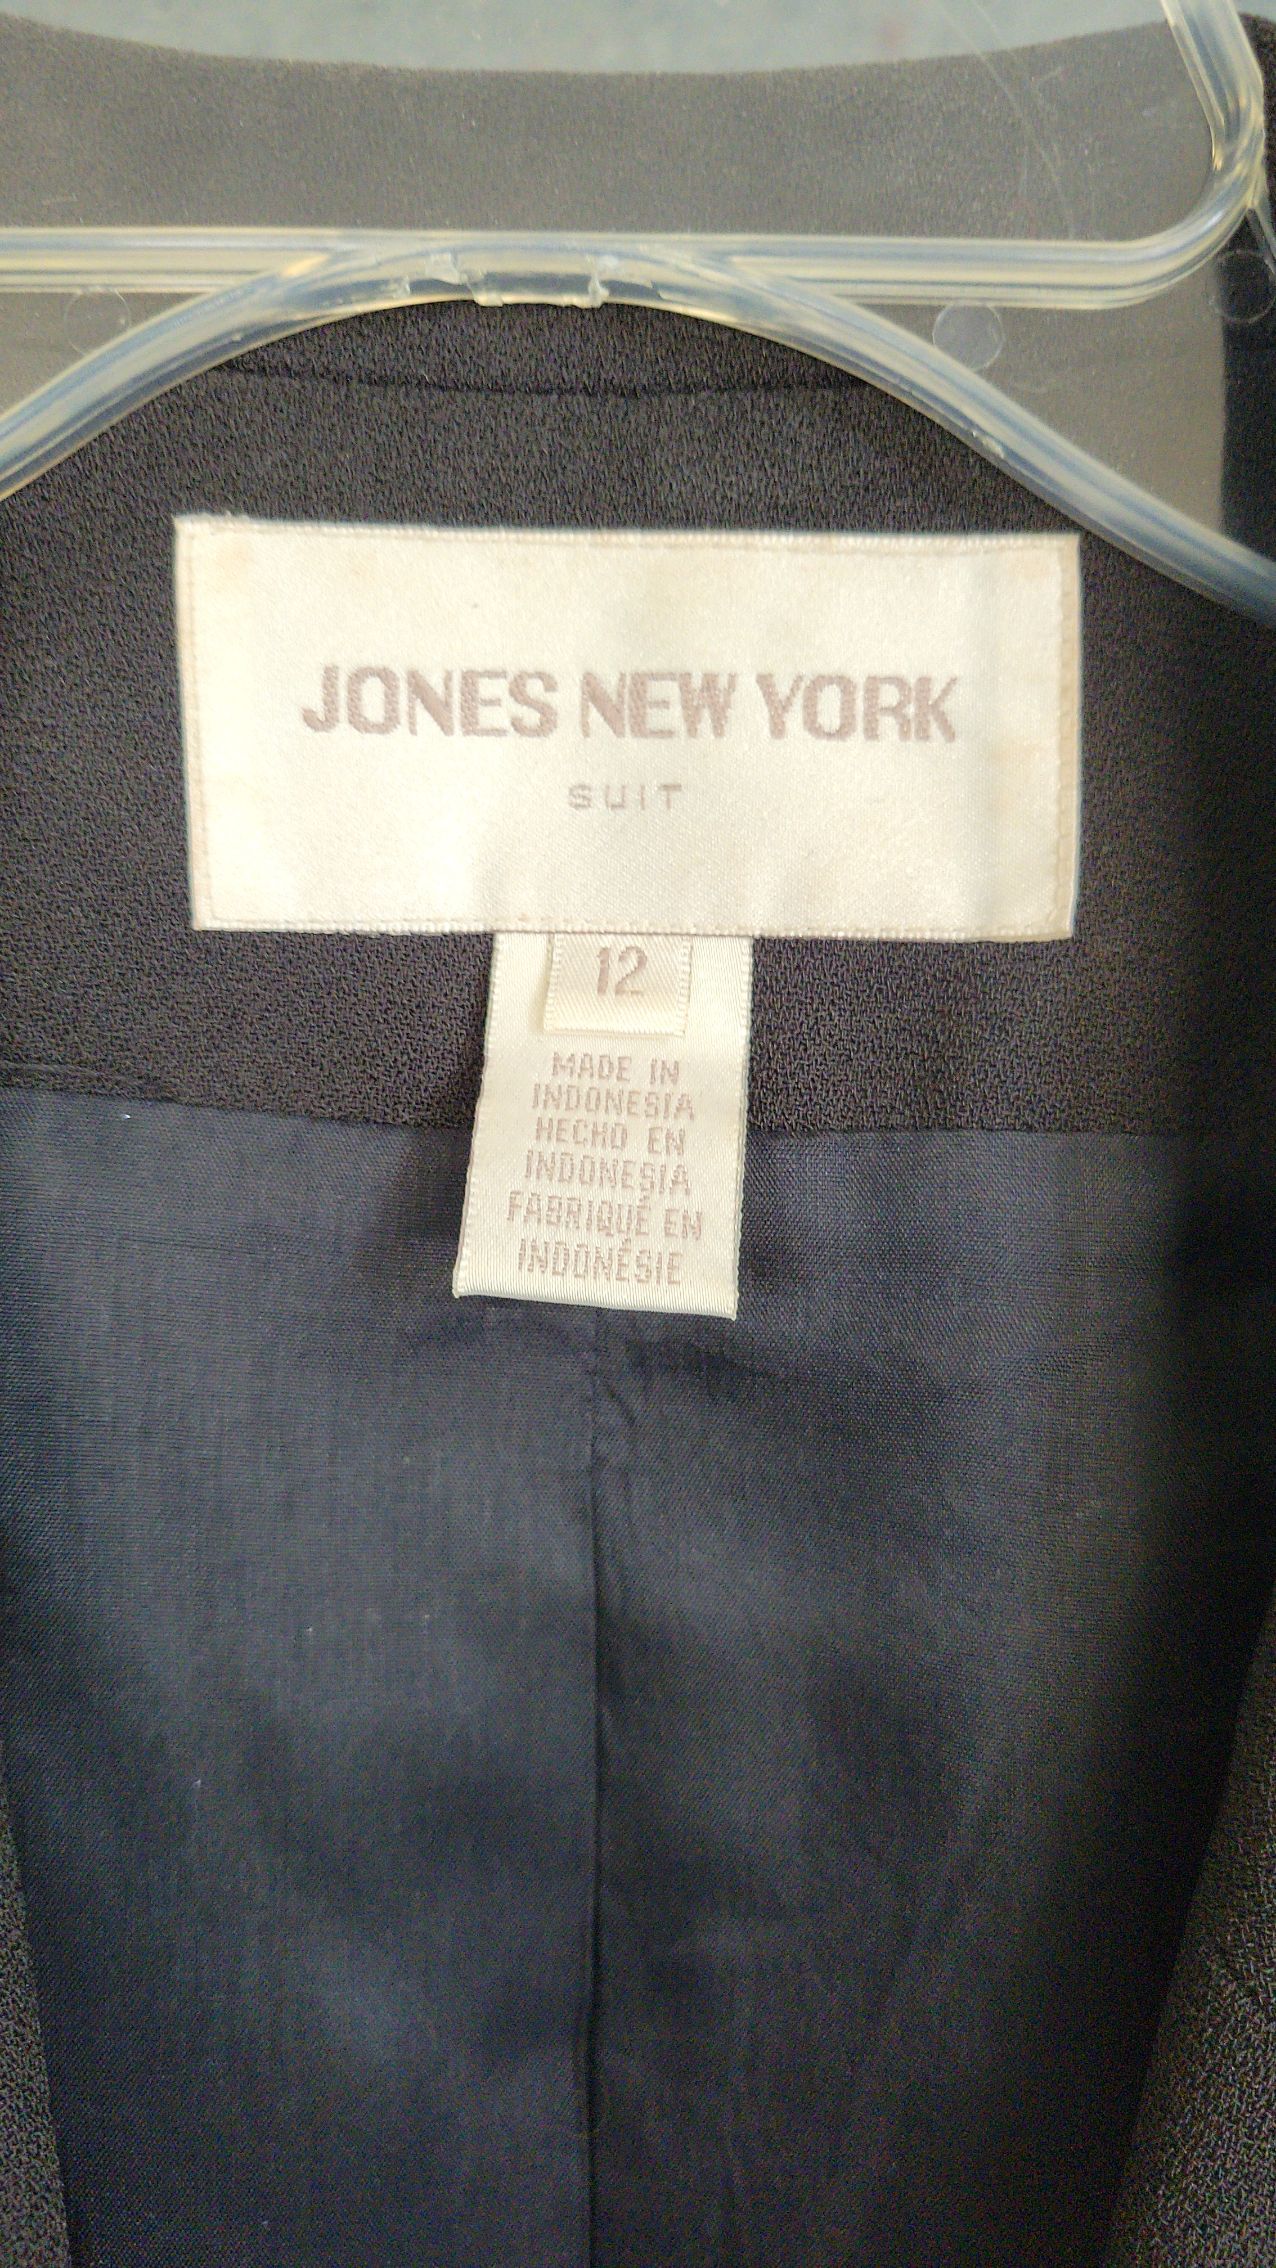 JONES NEW YORK
SUIT
12
MADE IN
INDONESIA
HECHO EN
INDONESIA
FABRIQUÉ EN
INDONÉSIE